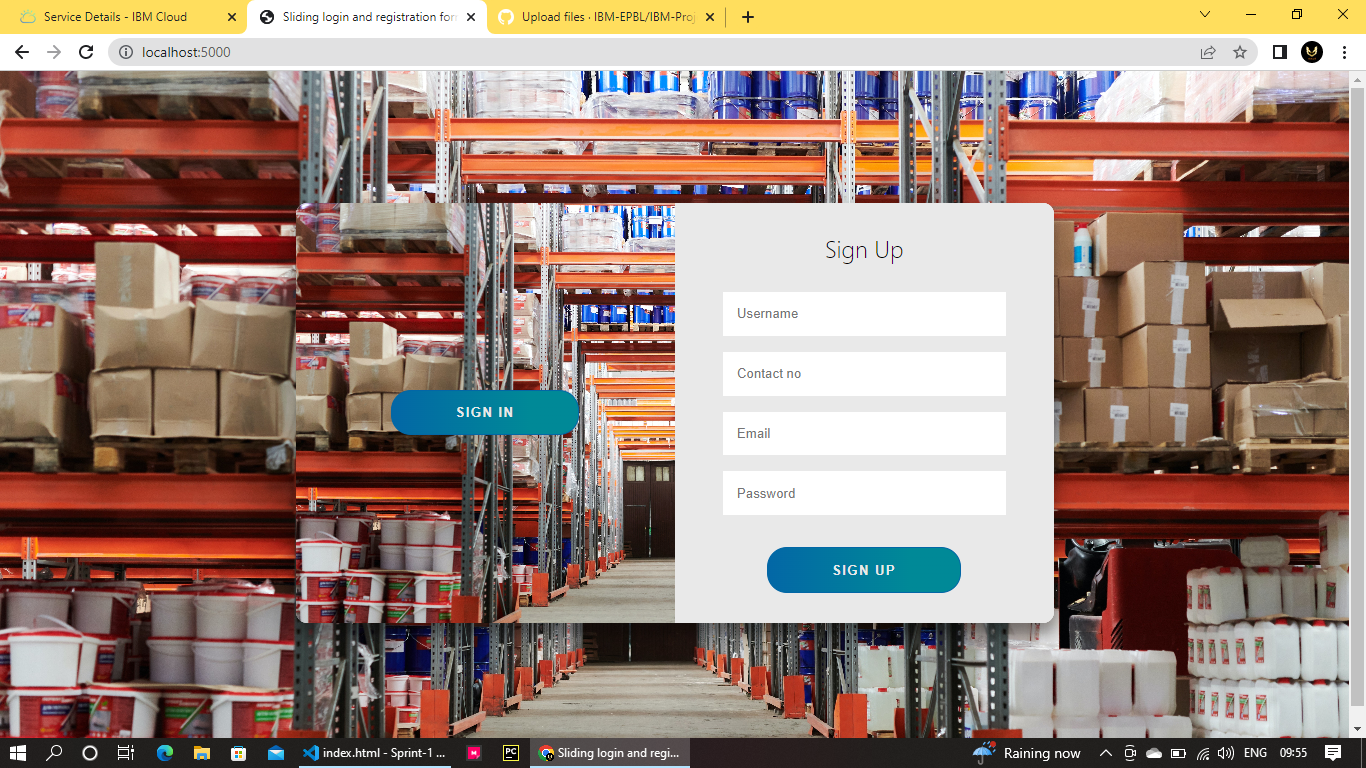 Service Details - IBM Cloud
Sliding login and registration for
Upload files · IBM-EPBL/IBM-Proj
localhost:5000
Sign Up
Username
Contact no
SIGN IN
Email
Password
SIGN UP
index.html - Sprint-1 ...
PC
Sliding login and regi...
Raining now
ENG
09:55